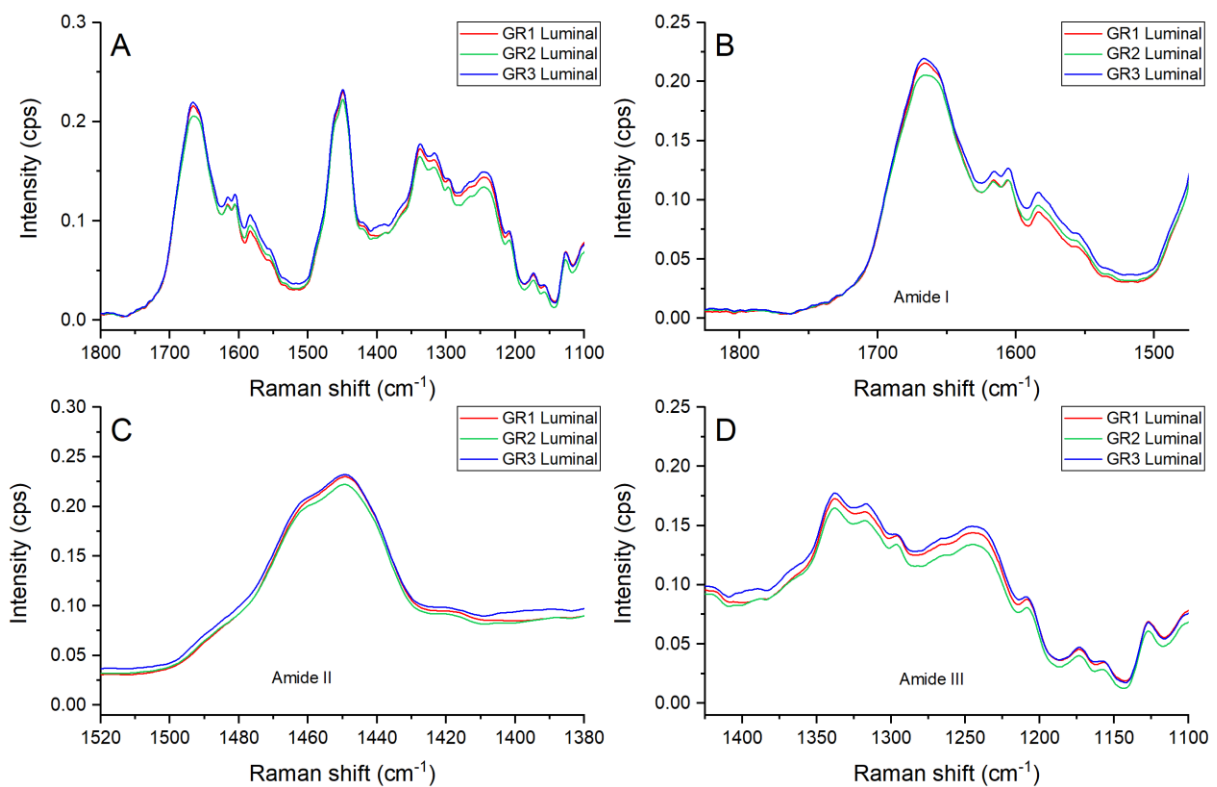 A
GR1 Luminal
GR2 Luminal
GR3 Luminal
0.3
0.2
0.1
0.0
Intensity (cps)
1800 1700 1600 1500 1400 1300 1200 1100
Raman shift (cm-1)
B
GR1 Luminal
GR2 Luminal
GR3 Luminal
0.25
0.20
0.15
0.10
0.05
0.00
Intensity (cps)
Amide I
1800 1700 1600 1500
Raman shift (cm-1)
C
GR1 Luminal
GR2 Luminal
GR3 Luminal
0.30
0.25
0.20
0.15
0.10
0.05
0.00
Intensity (cps)
Amide II
1520 1500 1480 1460 1440 1420 1400 1380
Raman shift (cm-1)
D
GR1 Luminal
GR2 Luminal
GR3 Luminal
0.25
0.20
0.15
0.10
0.05
0.00
Intensity (cps)
Amide III
1400 1350 1300 1250 1200 1150 1100
Raman shift (cm-1)